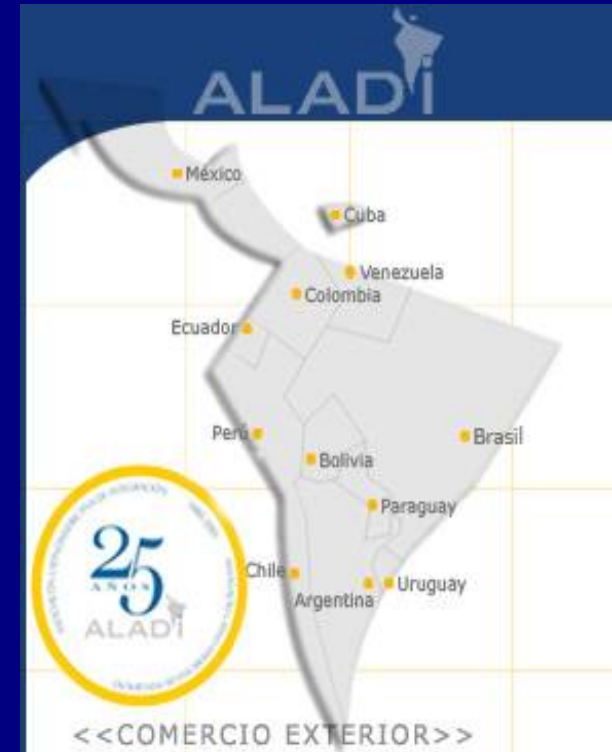 ALADI
México
Cuba
Venezuela
Colombia
Ecuador
Perú
Brasil
Bolivia
Paraguay
Chile
Uruguay
Argentina
25
AÑOS
ALADI
<<COMERCIO EXTERIOR>>